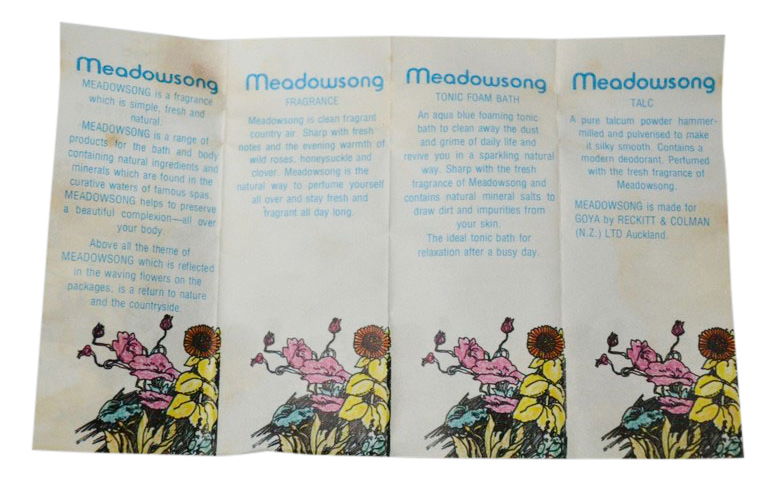 Meadowsong
MEADOWSONG is a fragrance
which is simple, fresh and
natural.
MEADOWSONG is a range of
products for the bath and body
containing natural ingredients and
minerals which are found in the
curative waters of famous spas.
MEADOWSONG helps to preserve
a beautiful complexion—all over
your body.
Above all the theme of
MEADOWSONG which is reflected
in the waving flowers on the
packages, is a return to nature
and the countryside.
Meadowsong
FRAGRANCE
Meadowsong is clean fragrant
country air. Sharp with fresh
notes and the evening warmth of
wild roses, honeysuckle and
clover. Meadowsong is the
natural way to perfume yourself
all over and stay fresh and
fragrant all day long.
Meadowsong
TONIC FOAM BATH
An aqua blue foaming tonic
bath to clean away the dust
and grime of daily life and
revive you in a sparkling natural
way. Sharp with the fresh
fragrance of Meadowsong and
contains natural mineral salts to
draw dirt and impurities from
your skin.
The ideal tonic bath for
relaxation after a busy day.
Meadowsong
TALC
A pure talcum powder hammer-
milled and pulverised to make
it silky smooth. Contains a
modern deodorant. Perfumed
with the fresh fragrance of
Meadowsong.
MEADOWSONG is made for
GOYA by RECKITT & COLMAN
(N.Z.) LTD Auckland.